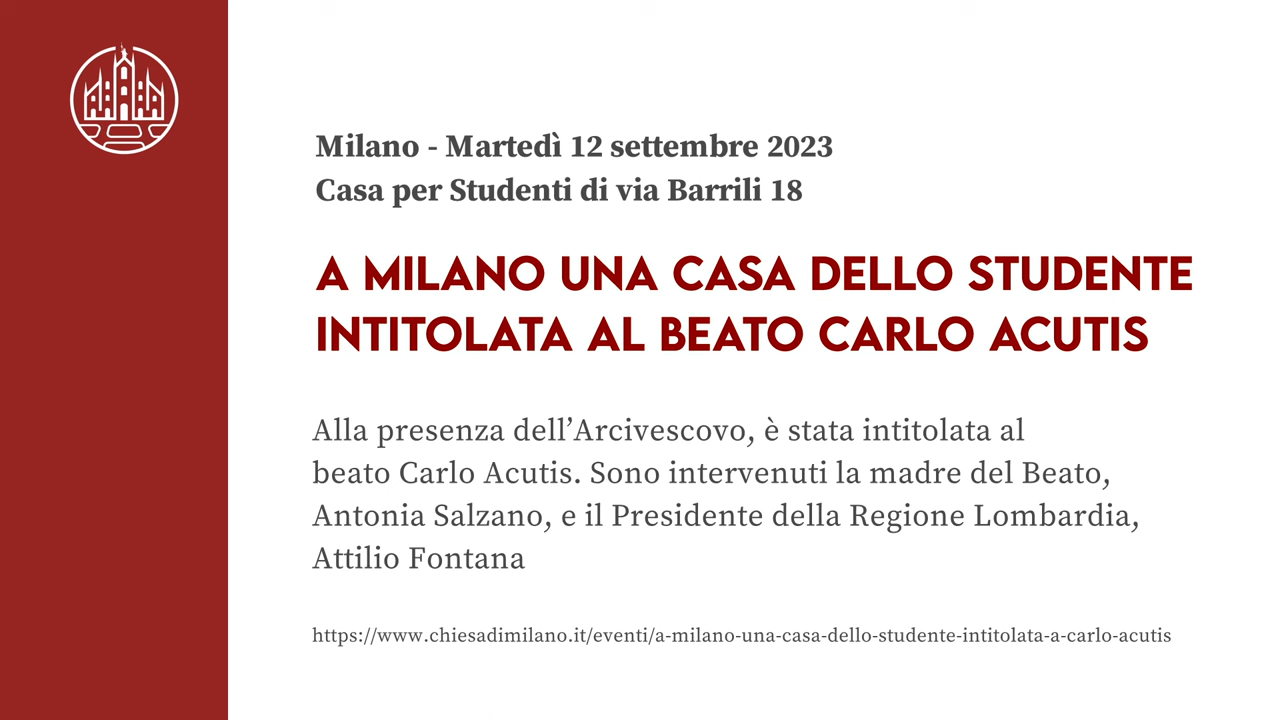 Milano - Martedì 12 settembre 2023
Casa per Studenti di via Barrili 18
A MILANO UNA CASA DELLO STUDENTE
INTITOLATA AL BEATO CARLO ACUTIS
Alla presenza dell’Arcivescovo, è stata intitolata al
beato Carlo Acutis. Sono intervenuti la madre del Beato,
Antonia Salzano, e il Presidente della Regione Lombardia,
Attilio Fontana
https://www.chiesadimilano.it/eventi/a-milano-una-casa-dello-studente-intitolata-a-carlo-acutis